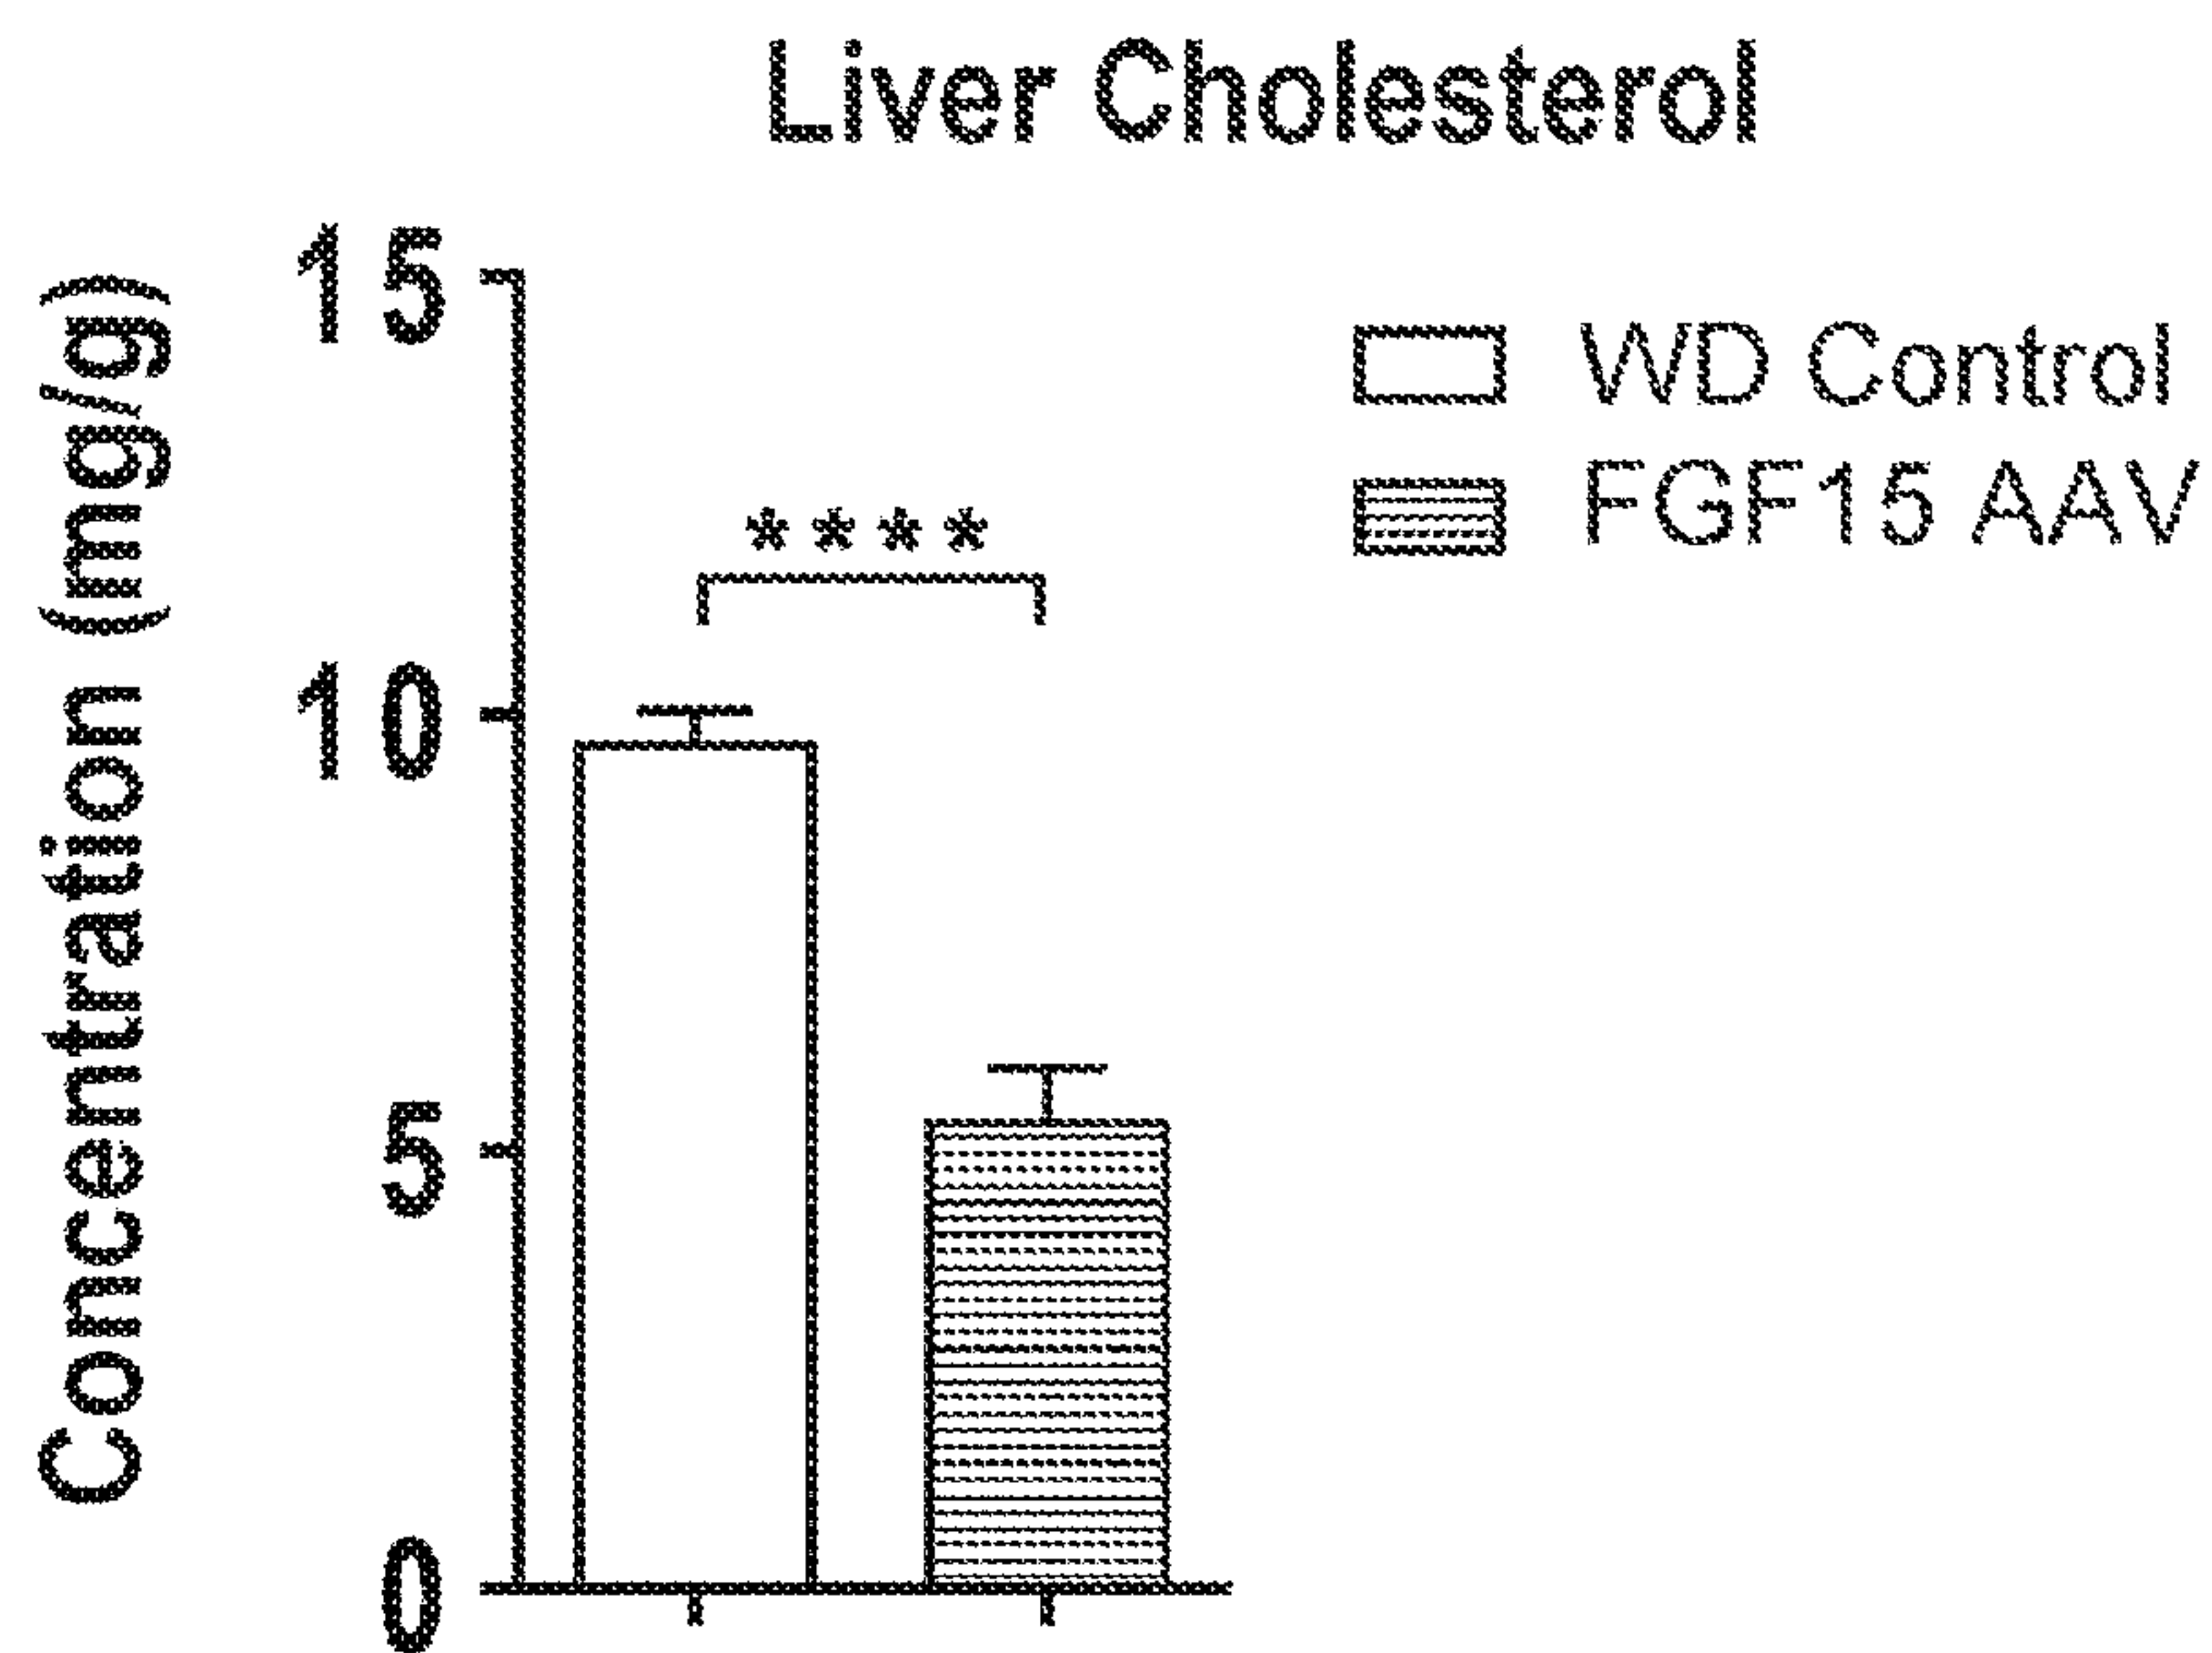 Liver Cholesterol
Concentration (mg/g)
15
10
5
0
****
WD Control
FGF15 AAV